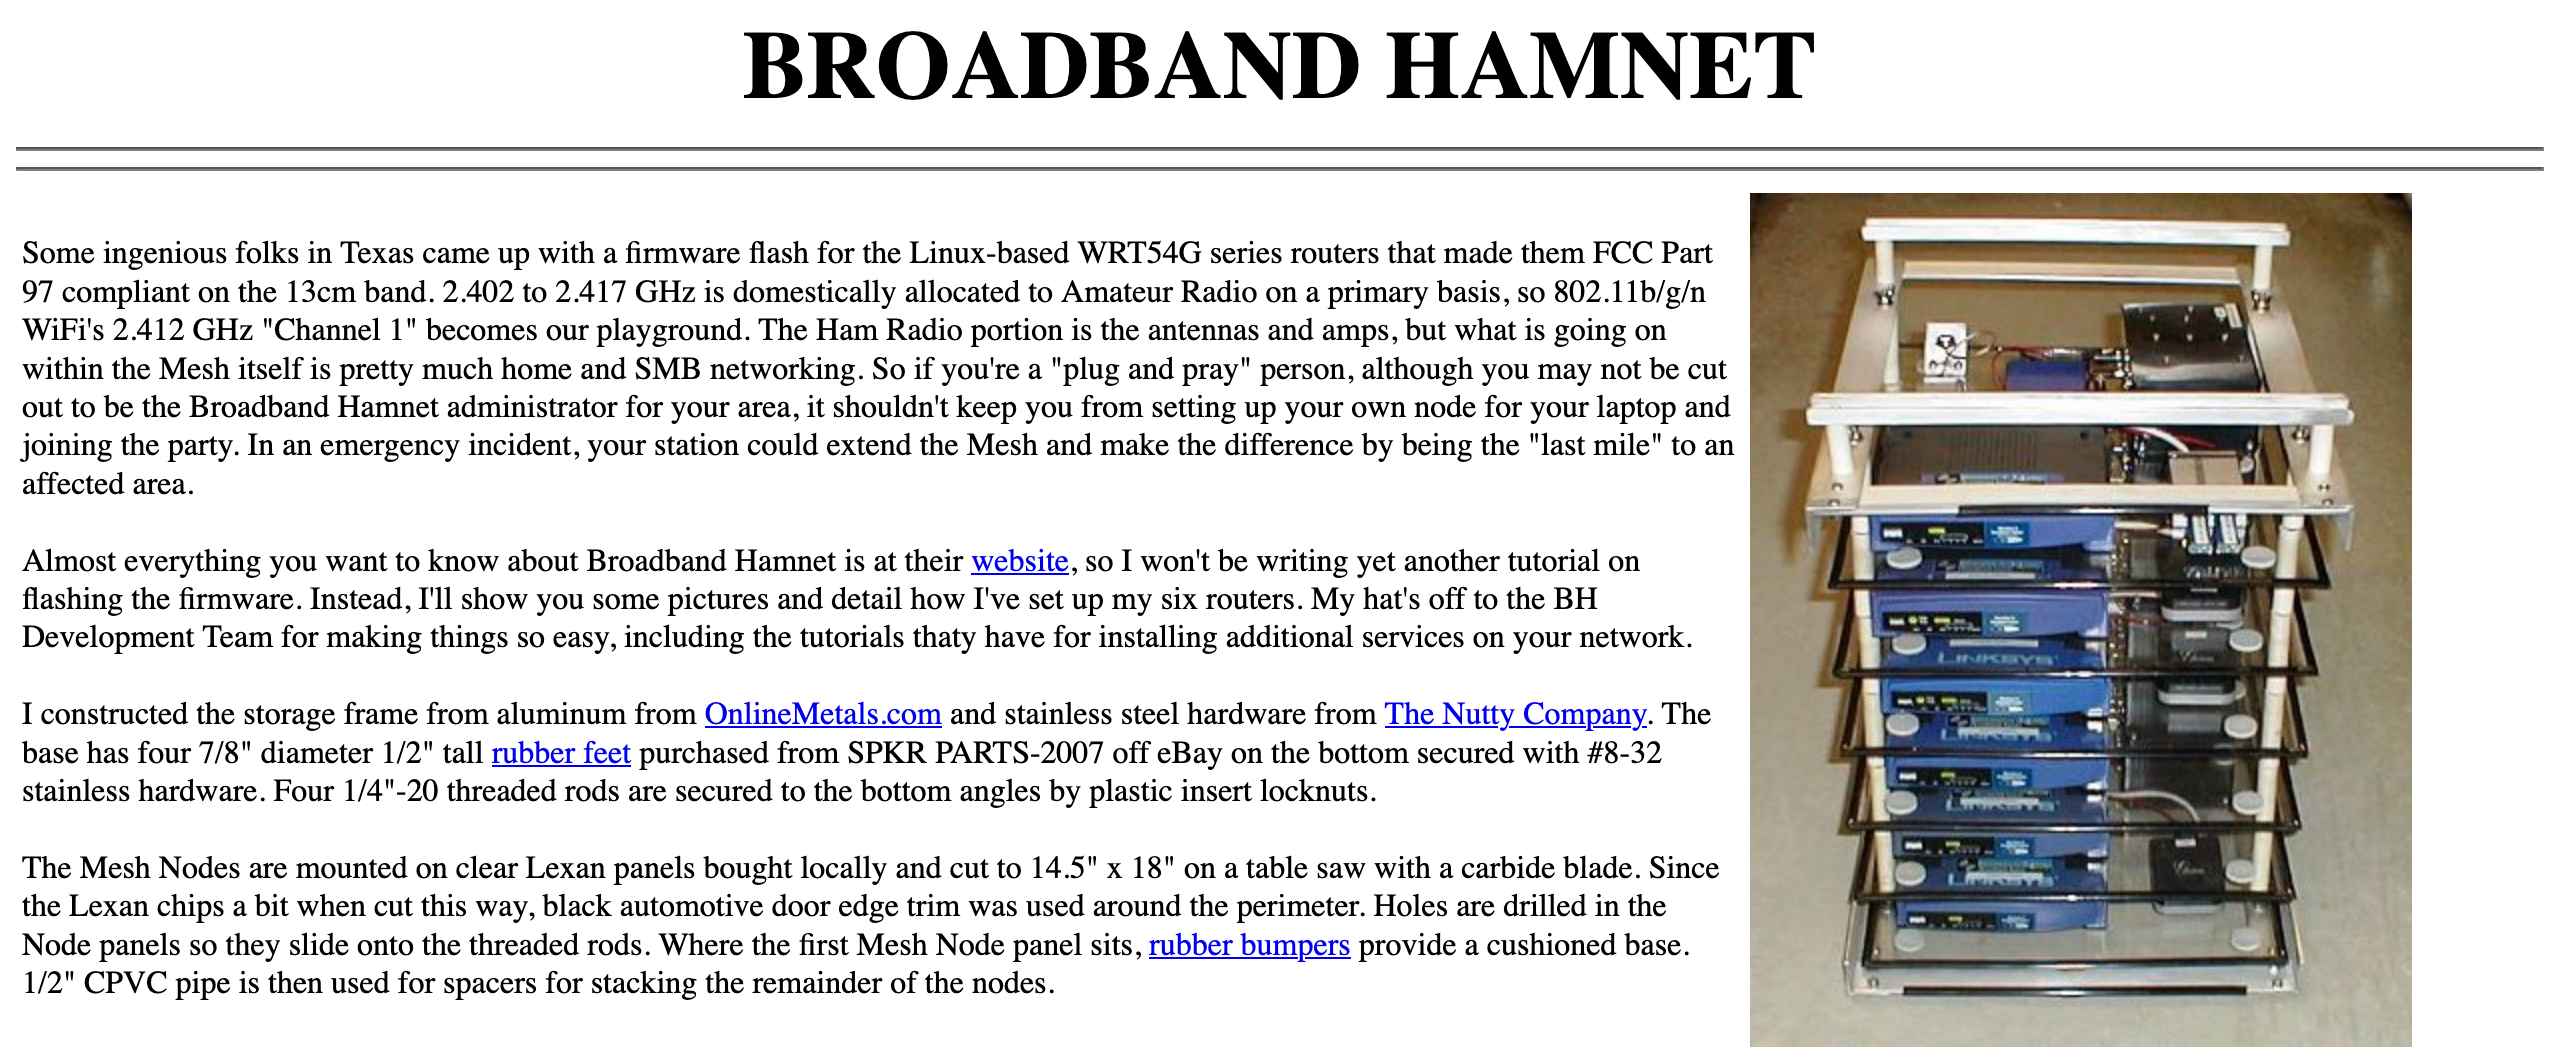 BROADBAND HAMNET
Some ingenious folks in Texas came up with a firmware flash for the Linux-based WRT54G series routers that made them FCC Part
97 compliant on the 13cm band. 2.402 to 2.417 GHz is domestically allocated to Amateur Radio on a primary basis, so 802.11b/g/n
WiFi's 2.412 GHz "Channel 1" becomes our playground. The Ham Radio portion is the antennas and amps, but what is going on
within the Mesh itself is pretty much home and SMB networking. So if you're a "plug and pray" person, although you may not be cut
out to be the Broadband Hamnet administrator for your area, it shouldn't keep you from setting up your own node for your laptop and
joining the party. In an emergency incident, your station could extend the Mesh and make the difference by being the "last mile" to an
affected area.
Almost everything you want to know about Broadband Hamnet is at their website, so I won't be writing yet another tutorial on
flashing the firmware. Instead, I'll show you some pictures and detail how I've set up my six routers. My hat's off to the BH
Development Team for making things so easy, including the tutorials thaty have for installing additional services on your network.
I constructed the storage frame from aluminum from OnlineMetals.com and stainless steel hardware from The Nutty Company. The
base has four 7/8" diameter 1/2" tall rubber feet purchased from SPKR PARTS-2007 off eBay on the bottom secured with #8-32
stainless hardware. Four 1/4"-20 threaded rods are secured to the bottom angles by plastic insert locknuts.
The Mesh Nodes are mounted on clear Lexan panels bought locally and cut to 14.5" x 18" on a table saw with a carbide blade. Since
the Lexan chips a bit when cut this way, black automotive door edge trim was used around the perimeter. Holes are drilled in the
Node panels so they slide onto the threaded rods. Where the first Mesh Node panel sits, rubber bumpers provide a cushioned base.
1/2" CPVC pipe is then used for spacers for stacking the remainder of the nodes.
LINKSYS